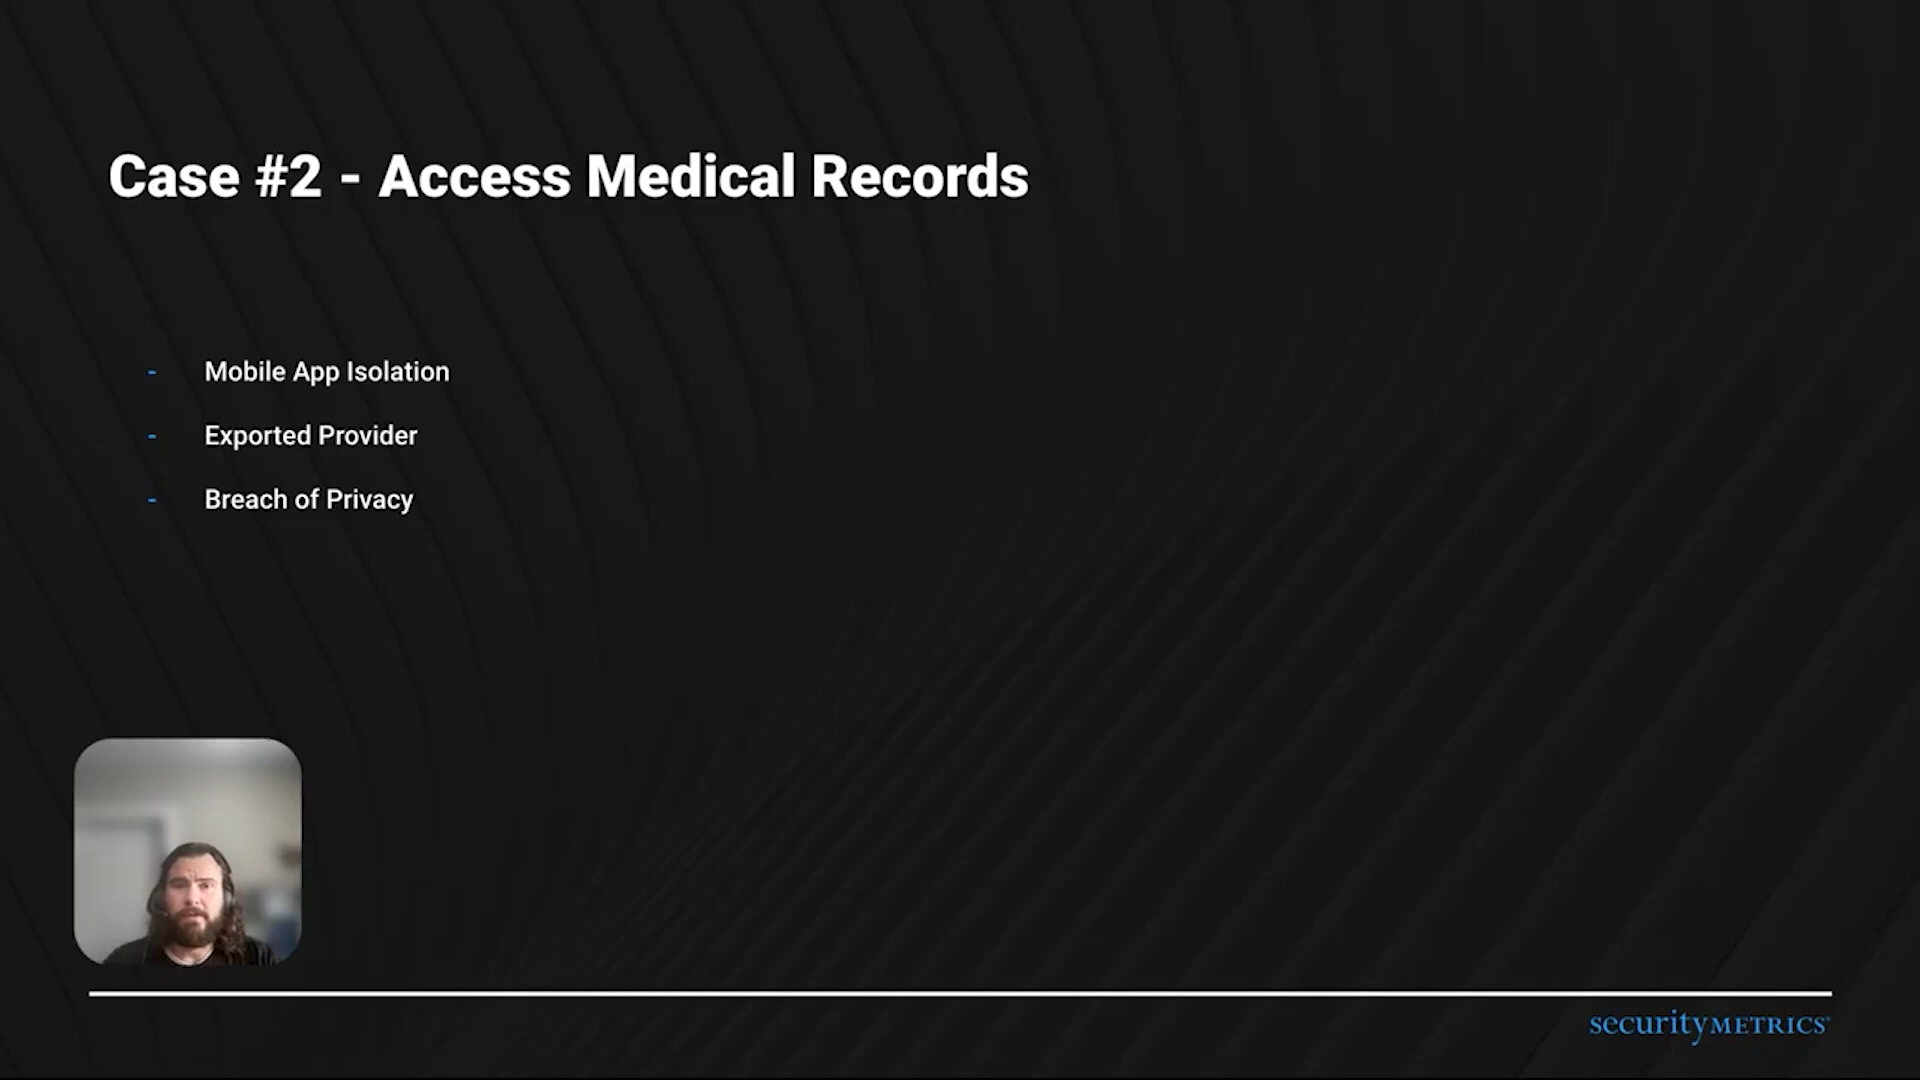 Case #2 - Access Medical Records
- Mobile App Isolation
- Exported Provider
- Breach of Privacy
securityMETRICS®